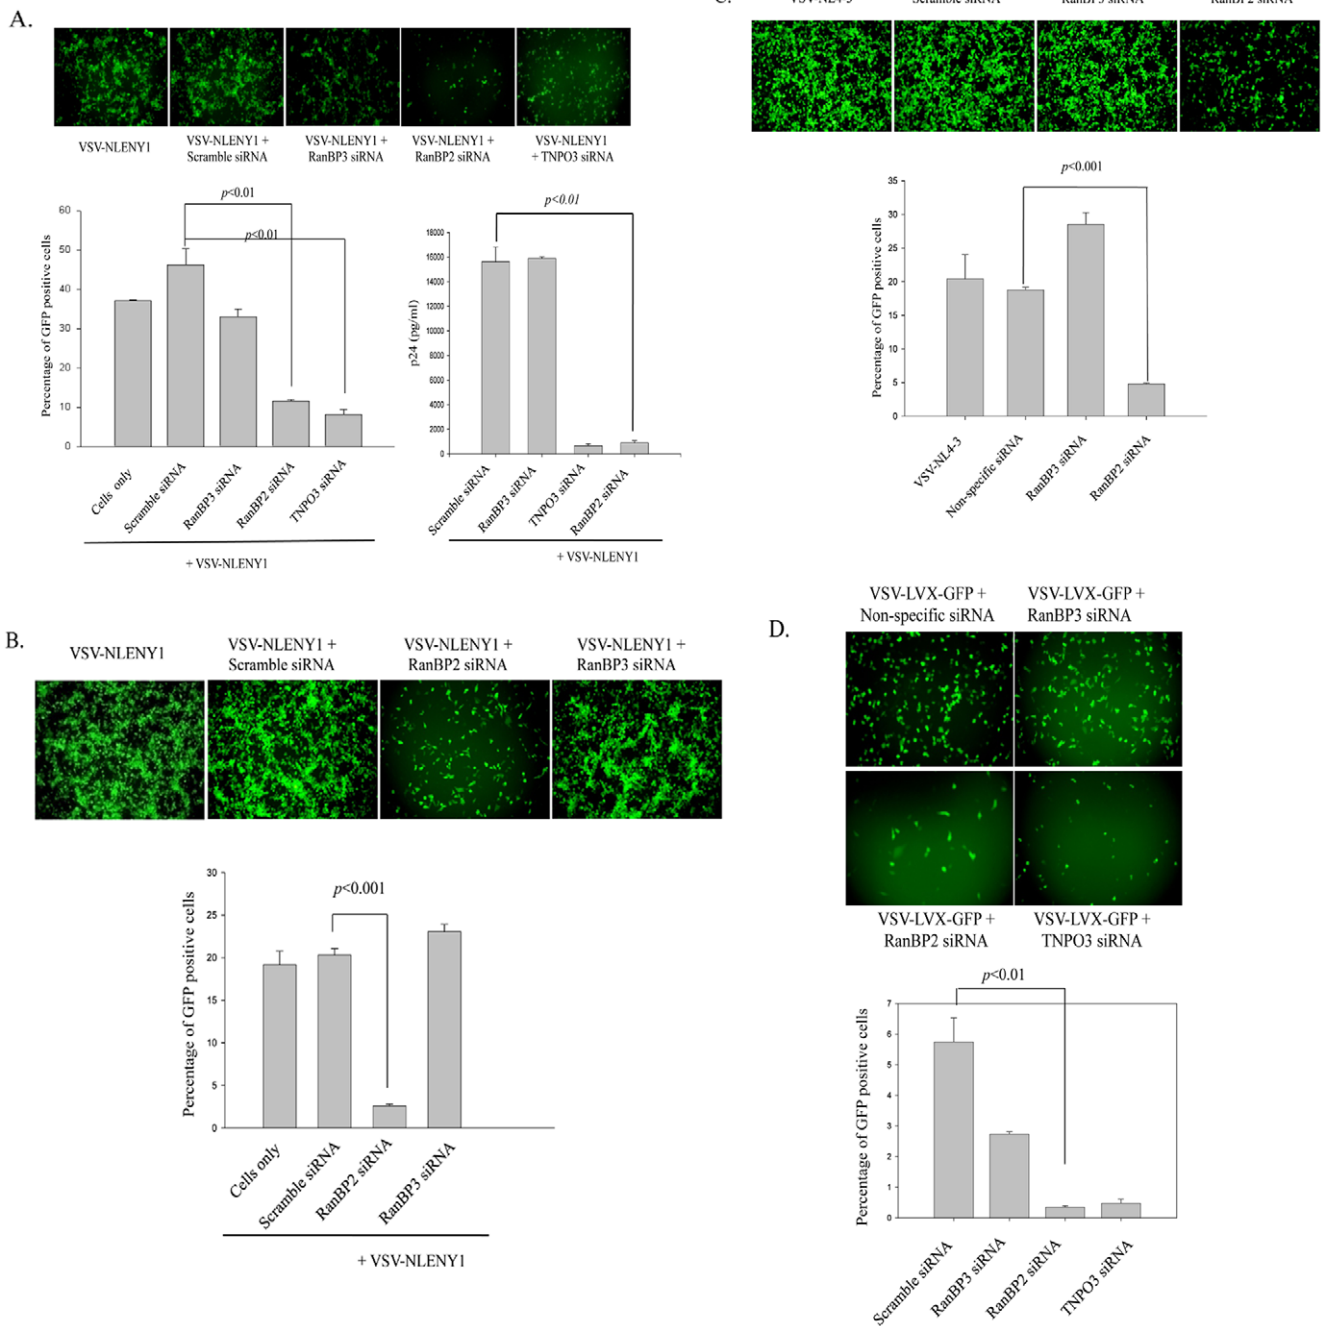 A.
VSV-NLENY1
VSV-NLENY1 +
Scramble siRNA
VSV-NLENY1 +
RanBP3 siRNA
VSV-NLENY1 +
RanBP2 siRNA
VSV-NLENY1
+ TNPO3 siRNA
Percentage of GFP positive cells
60
50
40
30
20
10
0
p<0.01
p<0.01
Cells only
Scramble siRNA
RanBP3 siRNA
RanBP2 siRNA
TNPO3 siRNA
+ VSV-NLENY1
p24 (pg/ml)
18000
16000
14000
12000
10000
8000
6000
4000
2000
0
p<0.01
Scramble siRNA
RanBP3 siRNA
TNPO3 siRNA
RanBP2 siRNA
+ VSV-NLENY1
B.
VSV-NLENY1
VSV-NLENY1 +
Scramble siRNA
VSV-NLENY1 +
RanBP2 siRNA
VSV-NLENY1 +
RanBP3 siRNA
Percentage of GFP positive cells
30
25
20
15
10
5
0
p<0.001
Cells only
Scramble siRNA
RanBP2 siRNA
RanBP3 siRNA
+ VSV-NLENY1
C.
VSV-NL4-3
Scramble siRNA
RanBP3 siRNA
RanBP2 siRNA
Percentage of GFP positive cells
35
30
25
20
15
10
5
0
p<0.001
VSV-NL4-3
Non-specific siRNA
RanBP3 siRNA
RanBP2 siRNA
D.
VSV-LVX-GFP +
Non-specific siRNA
VSV-LVX-GFP +
RanBP3 siRNA
VSV-LVX-GFP +
RanBP2 siRNA
VSV-LVX-GFP +
TNPO3 siRNA
Percentage of GFP positive cells
7
6
5
4
3
2
1
0
p<0.01
Scramble siRNA
RanBP3 siRNA
RanBP2 siRNA
TNPO3 siRNA